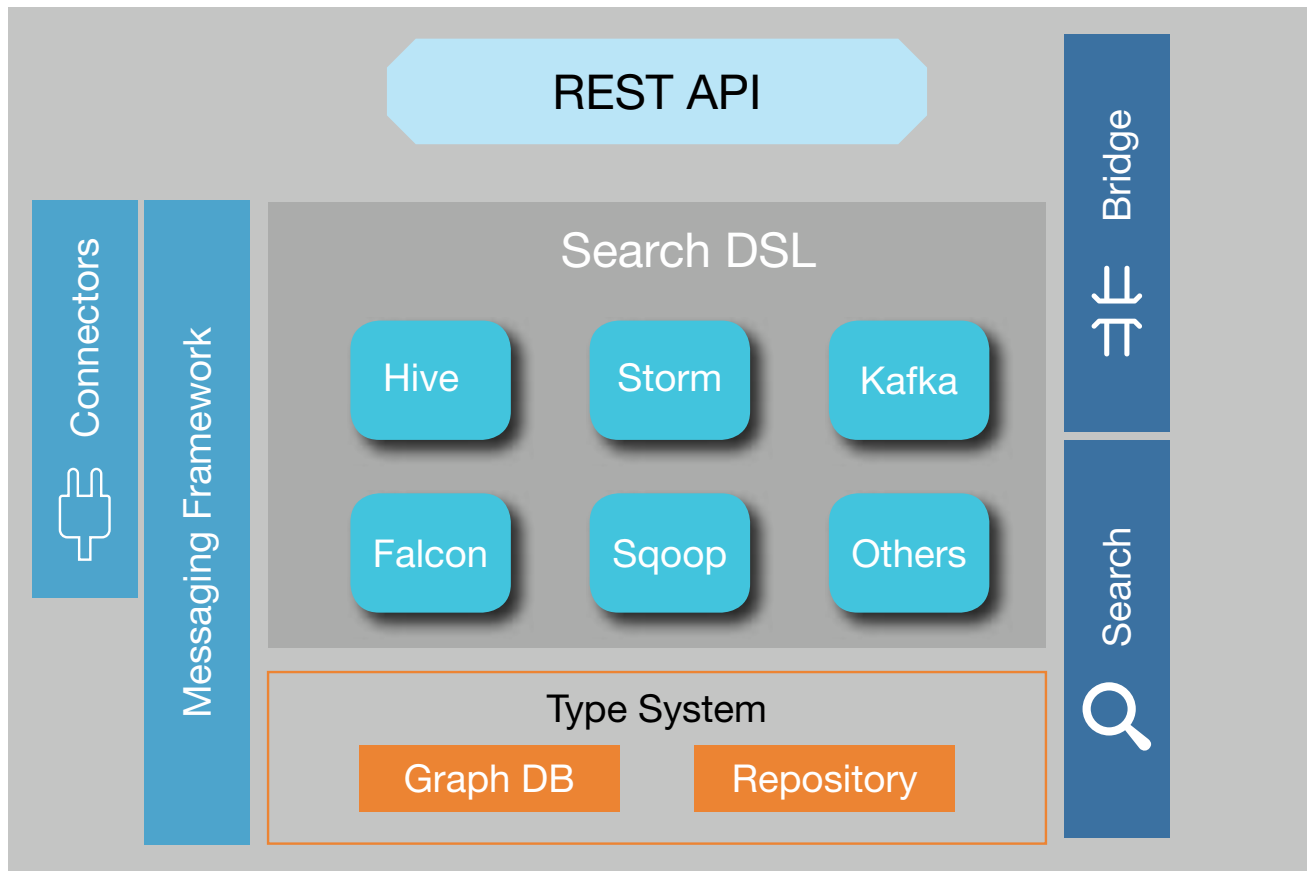 REST API
Connectors
Messaging Framework
Search DSL
Hive
Storm
Kafka
Falcon
Sqoop
Others
Type System
Graph DB
Repository
Bridge
Search